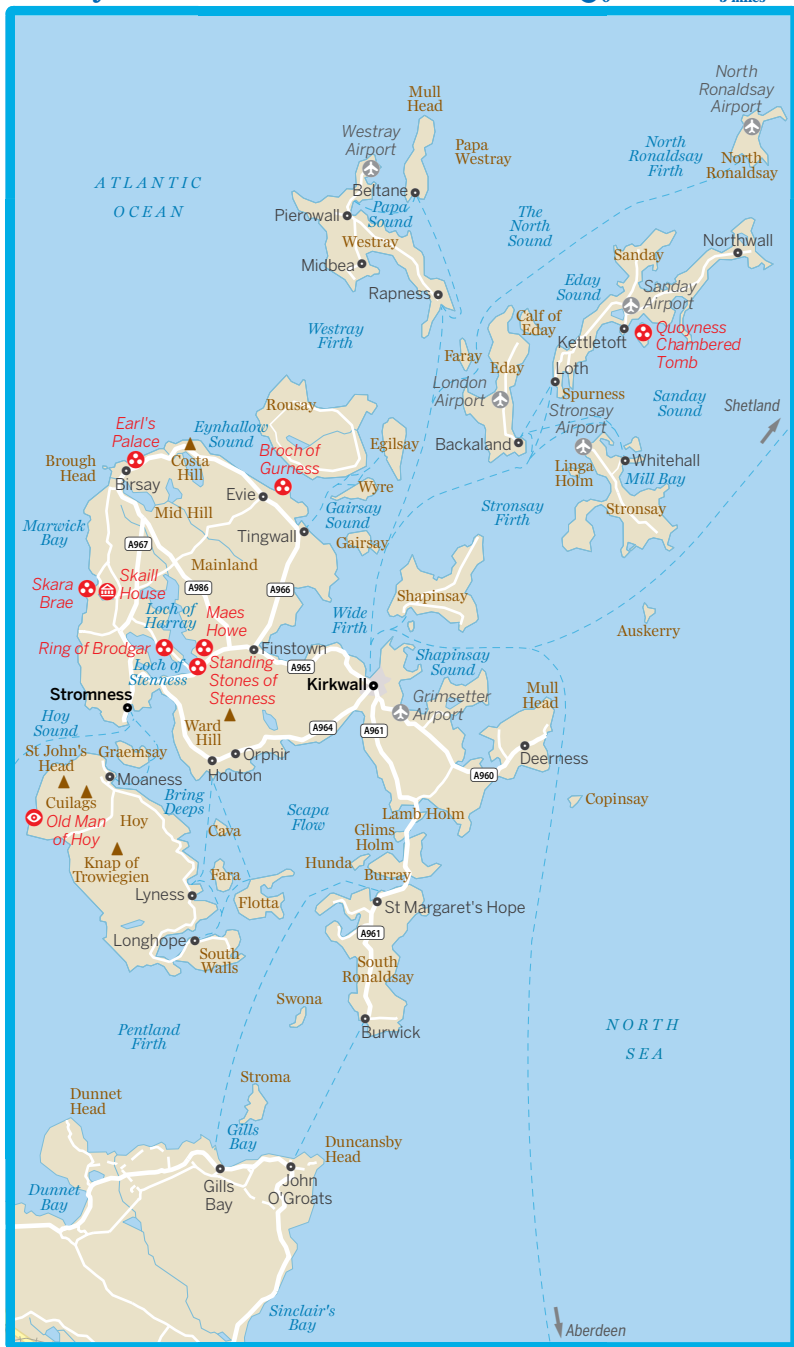 North
Ronaldsay
Airport
Mull
Head
Westray
Airport
Papa
Westray
North
Ronaldsay
Firth
North
Ronaldsay
ATLANTIC
OCEAN
Beltane
Pierowall
Papa
Sound
The
North
Sound
Westray
Northwall
Midbea
Sanday
Rapness
Eday
Sound
Sanday
Airport
Westray
Firth
Calf of
Eday
Kettletoft
Quoyness
Chambered
Tomb
Faray
Eday
Loth
London
Airport
Spurness
Sanday
Sound
Shetland
Stronsay
Airport
Rousay
Earl's
Palace
Eynhallow
Sound
Broch of
Gurness
Egilsay
Backaland
Brough
Head
Costa
Hill
Birsay
Linga
Holm
Whitehall
Mill Bay
Evie
Wyre
Mid Hill
Gairsay
Sound
Stronsay
Firth
Stronsay
Marwick
Bay
Tingwall
Gairsay
A967
Mainland
Skara
Brae
Skaill
House
A986
A966
Shapinsay
Loch of
Harray
Maes
Howe
Wide
Firth
Auskerry
Ring of Brodgar
Finstown
Loch of
Stenness
Standing
Stones of
Stenness
A965
Shapinsay
Sound
Kirkwall
Stromness
Grimsetter
Airport
Mull
Head
Hoy
Sound
Ward
Hill
A964
A961
St John's
Head
Graemsay
Orphir
Deerness
Moaness
Houton
A960
Cuilags
Bring
Deeps
Scapa
Flow
Lamb Holm
Copinsay
Old Man
of Hoy
Hoy
Cava
Glims
Holm
Knap of
Trowiegien
Hunda
Burray
Fara
Lyness
Flotta
St Margaret's Hope
Longhope
A961
South
Walls
South
Ronaldsay
Swona
Pentland
Firth
Burwick
NORTH
SEA
Stroma
Dunnet
Head
Gills
Bay
Duncansby
Head
Dunnet
Bay
Gills
Bay
John
O'Groats
Sinclair's
Bay
Aberdeen